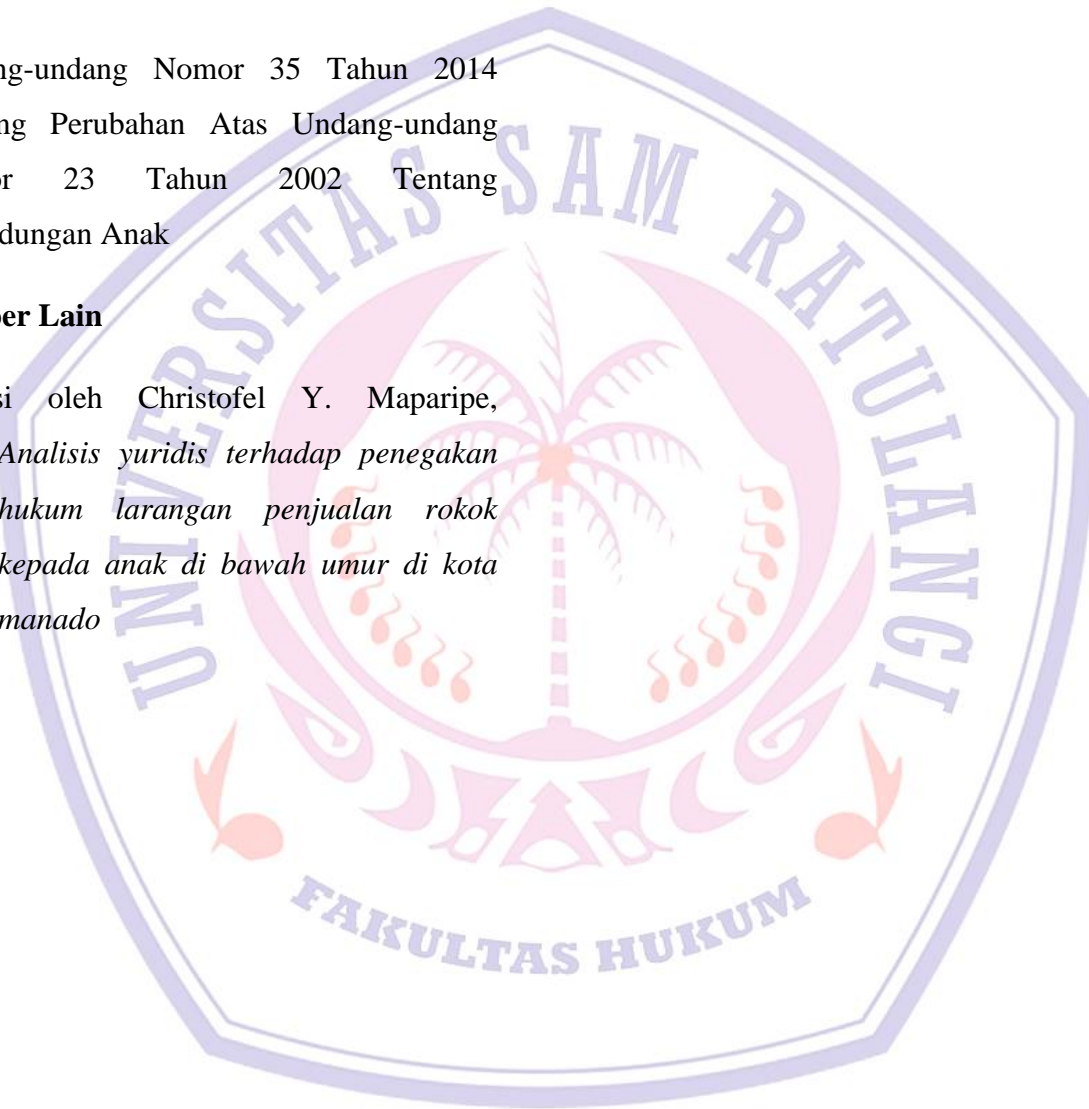 ng-undang Nomor 35 Tahun 2014
ng Perubahan Atas Undang-undang
or 23 Tahun 2002 Tentang
dungan Anak
ber Lain
si oleh Christofel Y. Maparipe,
Analisis yuridis terhadap penegakan
hukum larangan penjualan rokok
kepada anak di bawah umur di kota
manado
UNIVERSITAS SAM RATULANGI
FAKULTAS HUKUM